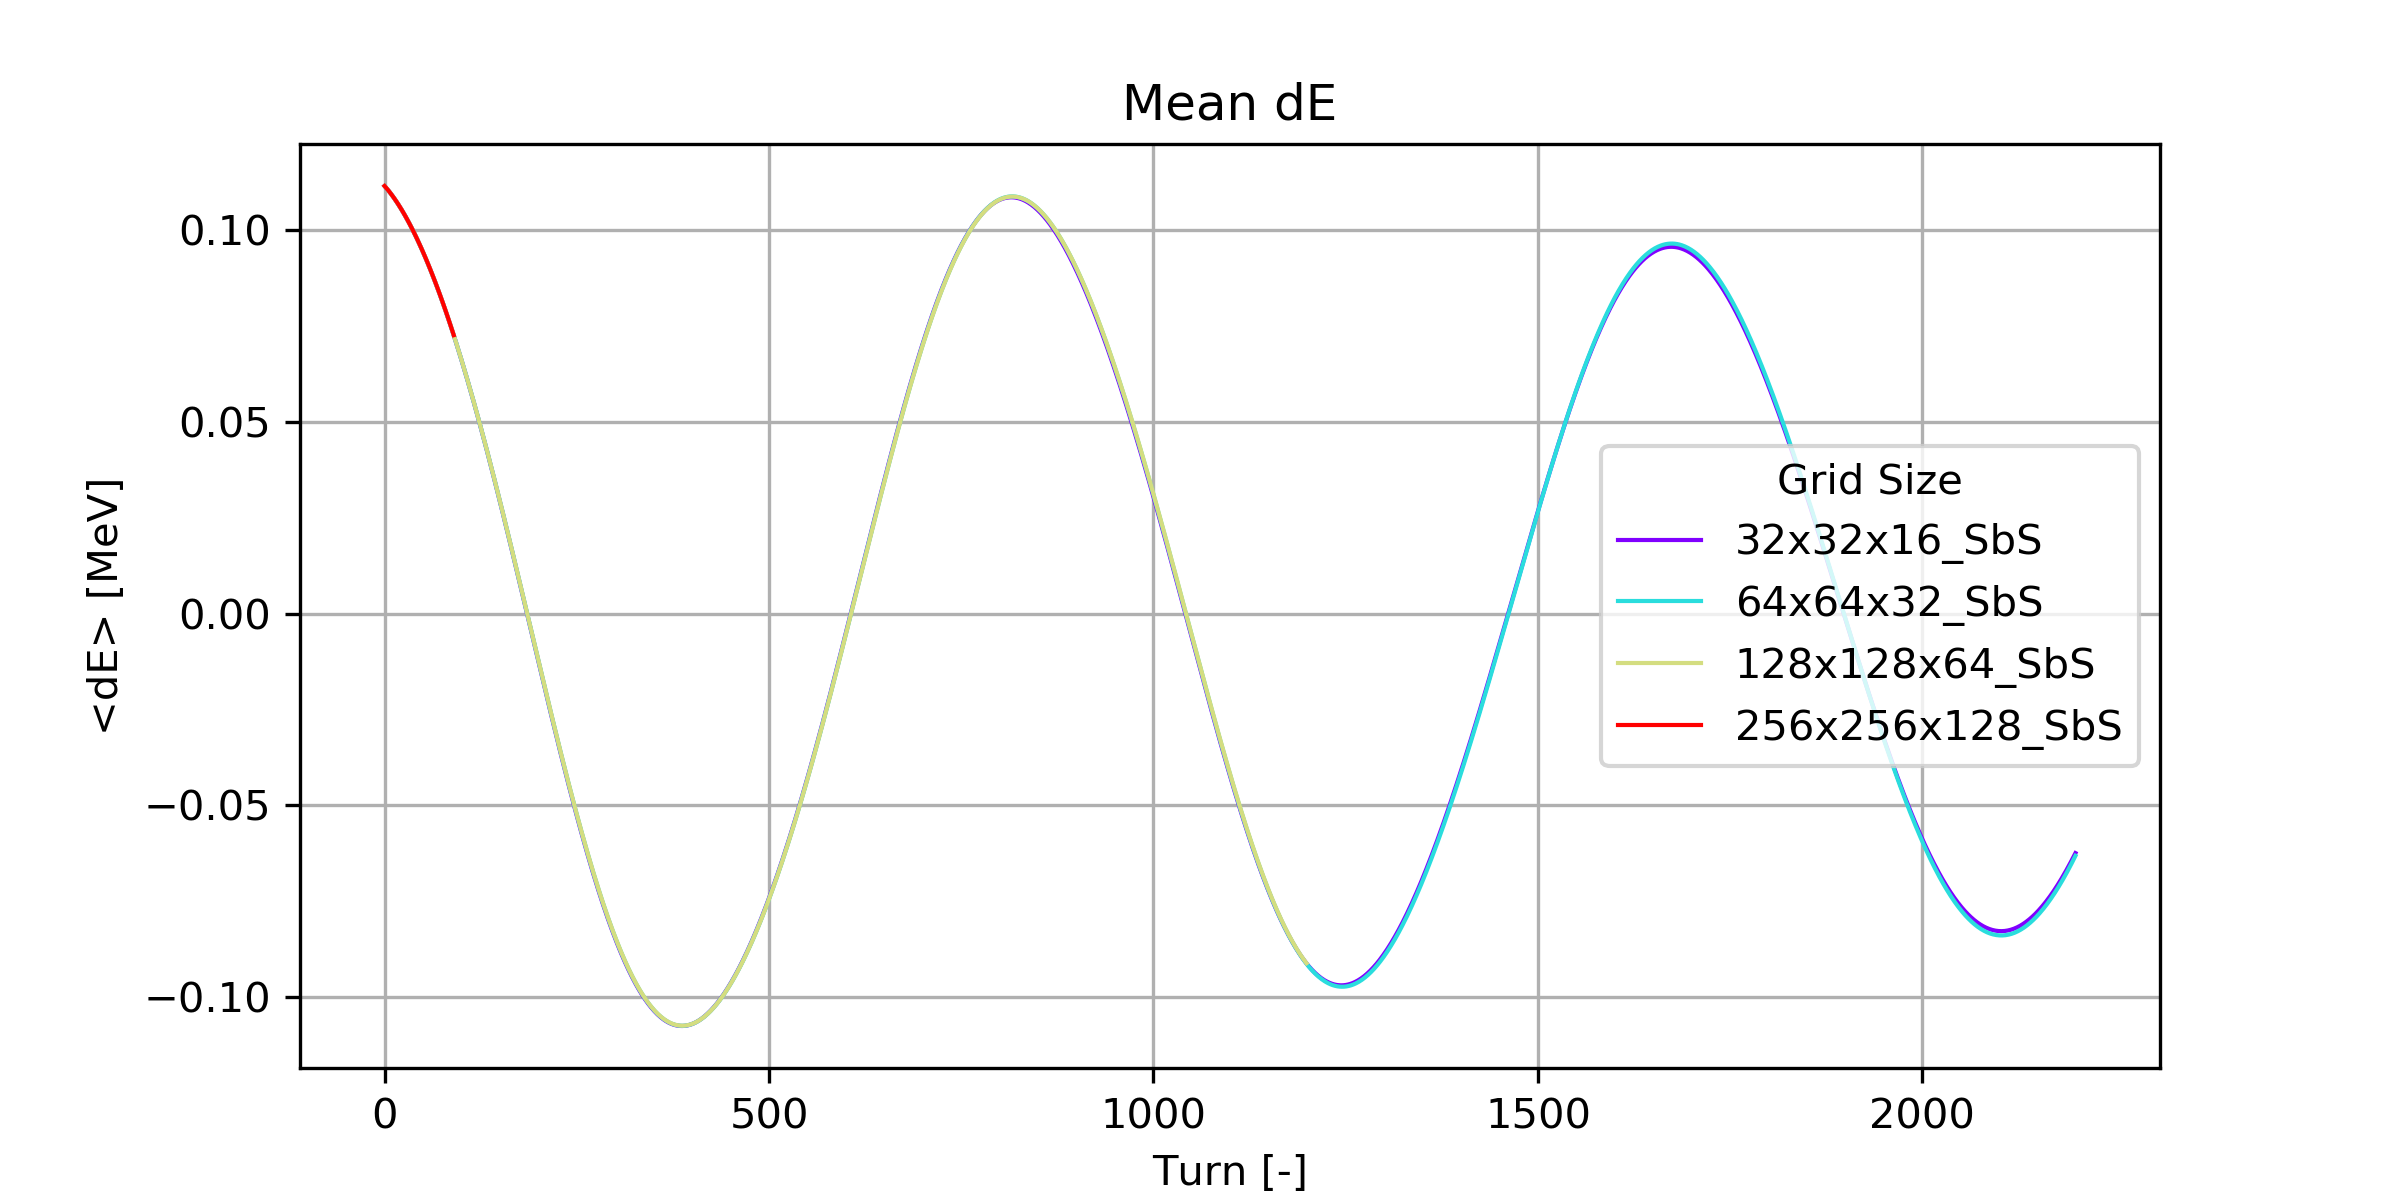 Mean dE
<dE> [MeV]
0.10
0.05
0.00
−0.05
−0.10
Grid Size
32x32x16_SbS
64x64x32_SbS
128x128x64_SbS
256x256x128_SbS
0 500 1000 1500 2000
Turn [-]